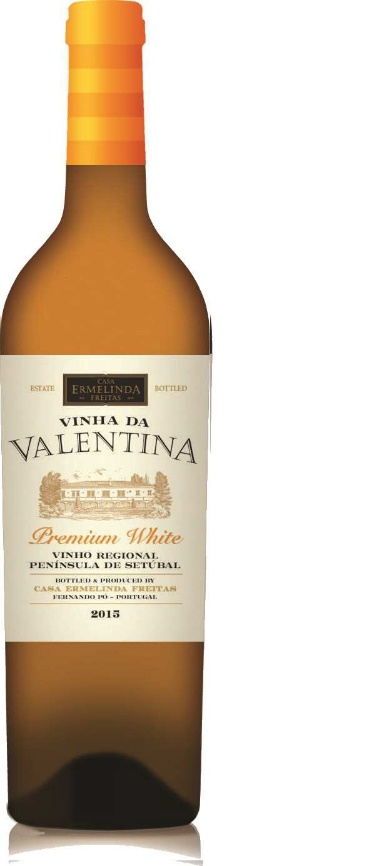 CASA
ESTATE ERMELINDA BOTTLED
FREITAS
VINHA DA
VALENTINA
Premium White
VINHO REGIONAL
PENÍNSULA DE SETÚBAL
BOTTLED & PRODUCED BY
CASA ERMELINDA FREITAS
FERNANDO PÓ - PORTUGAL
2015